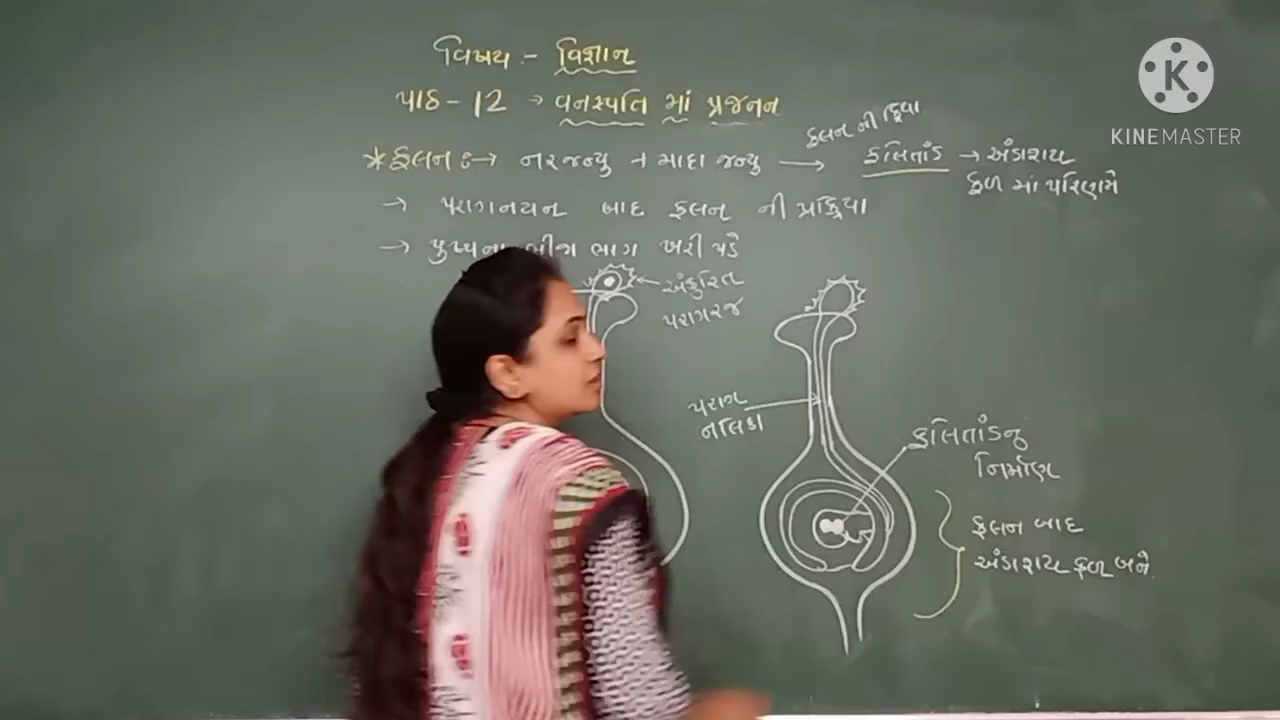 વિષય :- વિજ્ઞાન
પાઠ - 12 → વનસ્પતિ માં પ્રજનન
* ફલન :→ નરજન્યુ + માદા જન્યુ → ફલિતાંડ → અંડાશય
ફલન ની ક્રિયા
ફળ માં પરિણમે
→ પરાગનયન બાદ ફલન ની પ્રક્રિયા
→ પુષ્પના બીજા ભાગ ખરી પડે
અંકુરિત
પરાગરજ
પરાગ
નલિકા
ફલિતાંડનુ
નિર્માણ
ફલન બાદ
અંડાશય ફળ બને
KINEMASTER